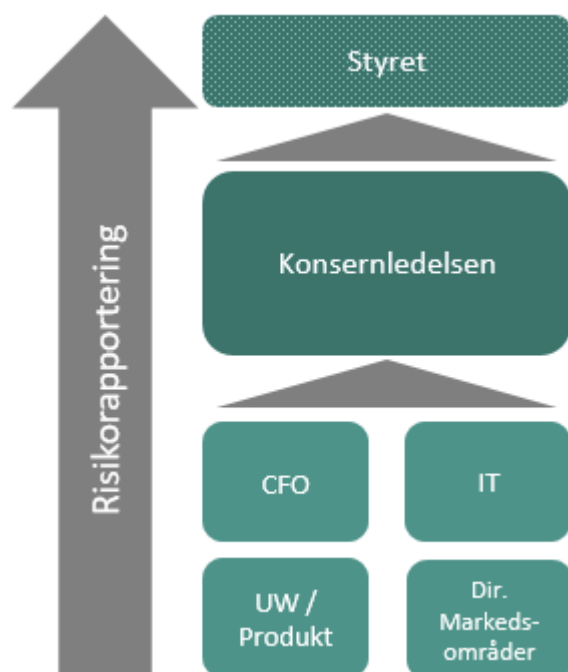 Styret
Risikorapportering
Konsernledelsen
CFO
IT
UW /
Produkt
Dir.
Markeds-
områder